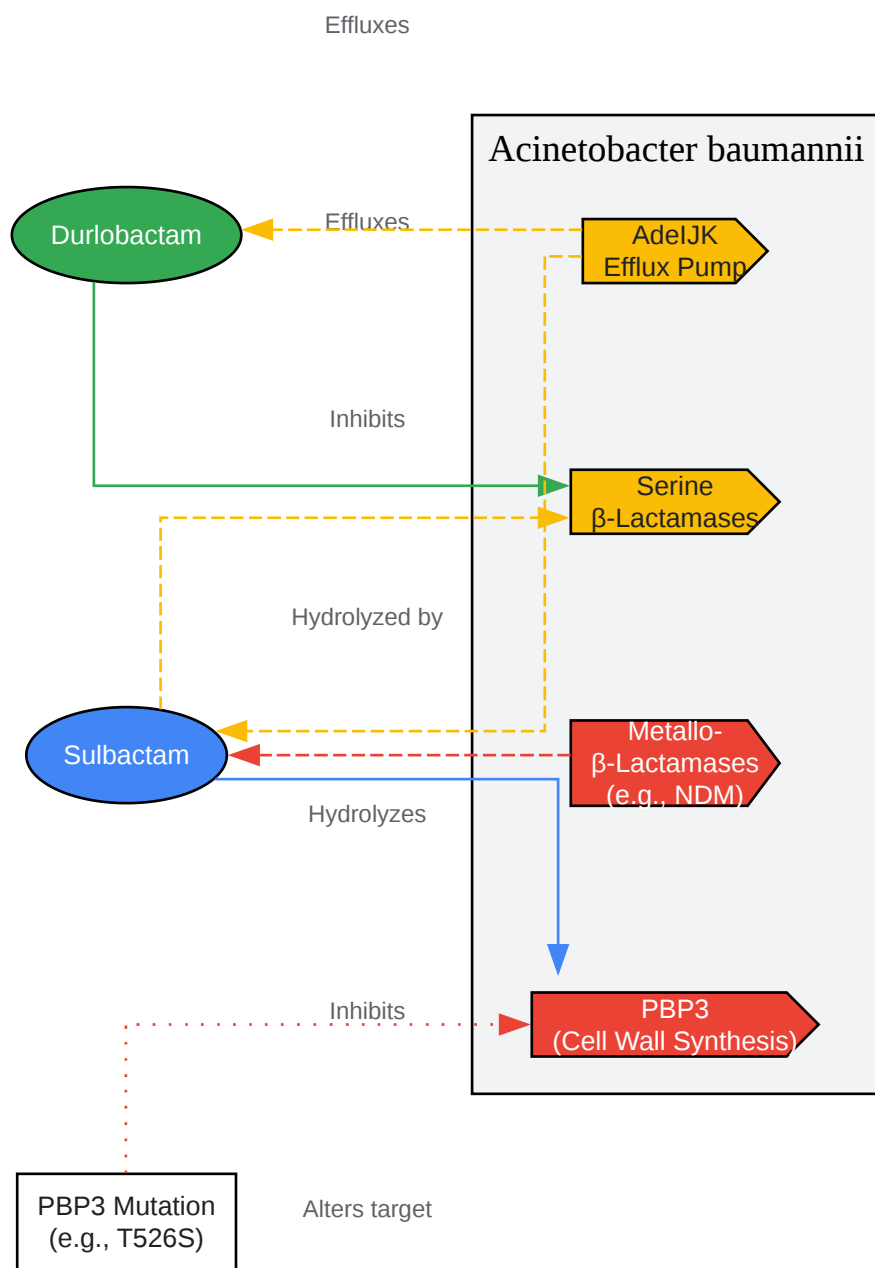 Effluxes
Acinetobacter baumannii
Durlobactam
Effluxes
AdeIJK
Efflux Pump
Inhibits
Serine
β-Lactamases
Hydrolyzed by
Sulbactam
Metallo-
β-Lactamases
(e.g., NDM)
Hydrolyzes
Inhibits
PBP3
(Cell Wall Synthesis)
PBP3 Mutation
(e.g., T526S)
Alters target